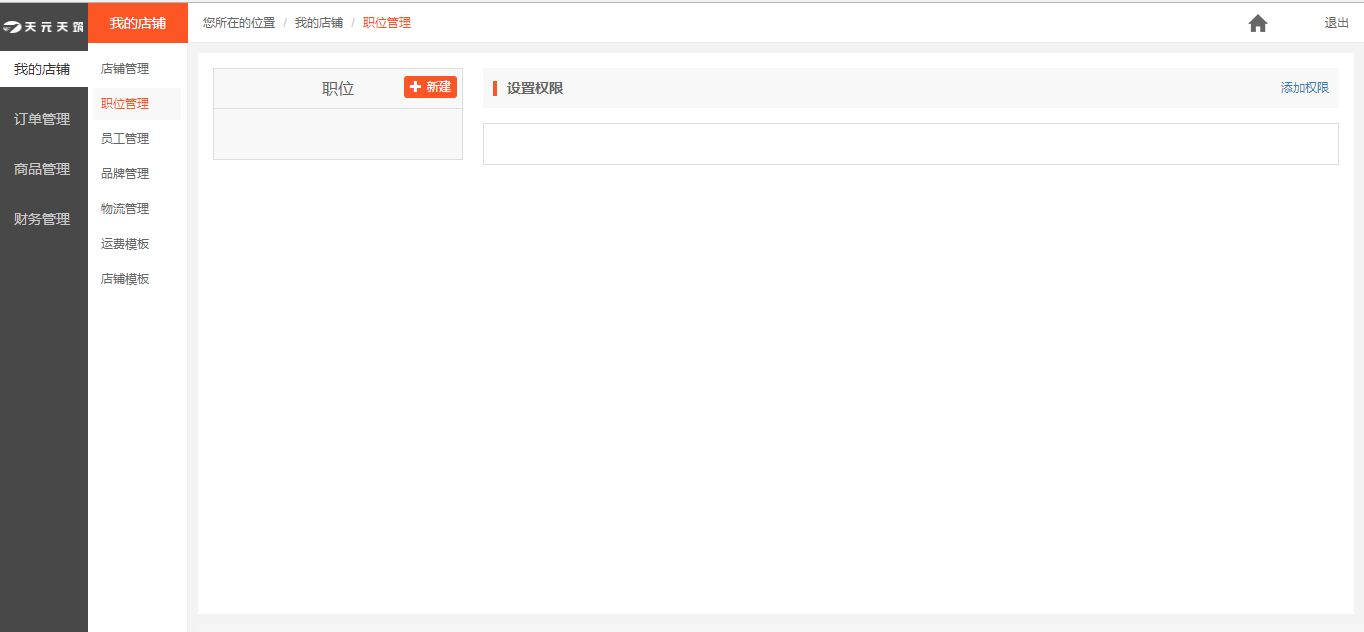 天元天筑
我的店铺
您所在的位置 / 我的店铺 / 职位管理
退出
我的店铺
订单管理
商品管理
财务管理
店铺管理
职位管理
员工管理
品牌管理
物流管理
运费模板
店铺模板
职位
新建
设置权限
添加权限